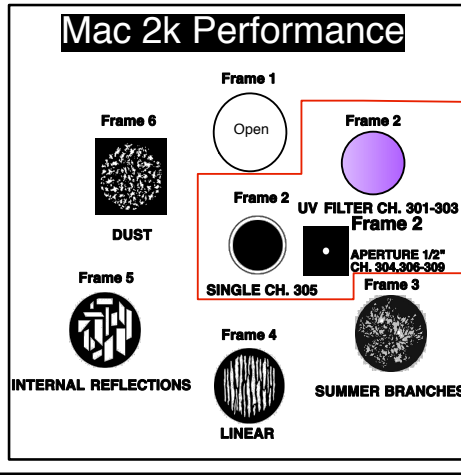 Mac 2k Performance
Frame 1
Open
Frame 6
DUST
Frame 2
UV FILTER CH. 301-303
Frame 2
SINGLE CH. 305
Frame 2
APERTURE 1/2"
CH. 304,306-309
Frame 5
INTERNAL REFLECTIONS
Frame 3
SUMMER BRANCHES
Frame 4
LINEAR